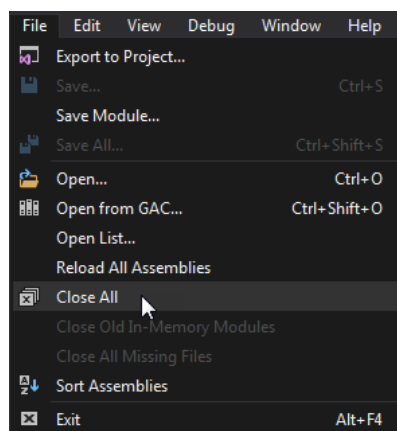 File Edit View Debug Window Help
Export to Project...
Save... Ctrl+S
Save Module...
Save All... Ctrl+Shift+S
Open... Ctrl+O
Open from GAC... Ctrl+Shift+O
Open List...
Reload All Assemblies
Close All
Close Old In-Memory Modules
Close All Missing Files
Sort Assemblies
Exit Alt+F4